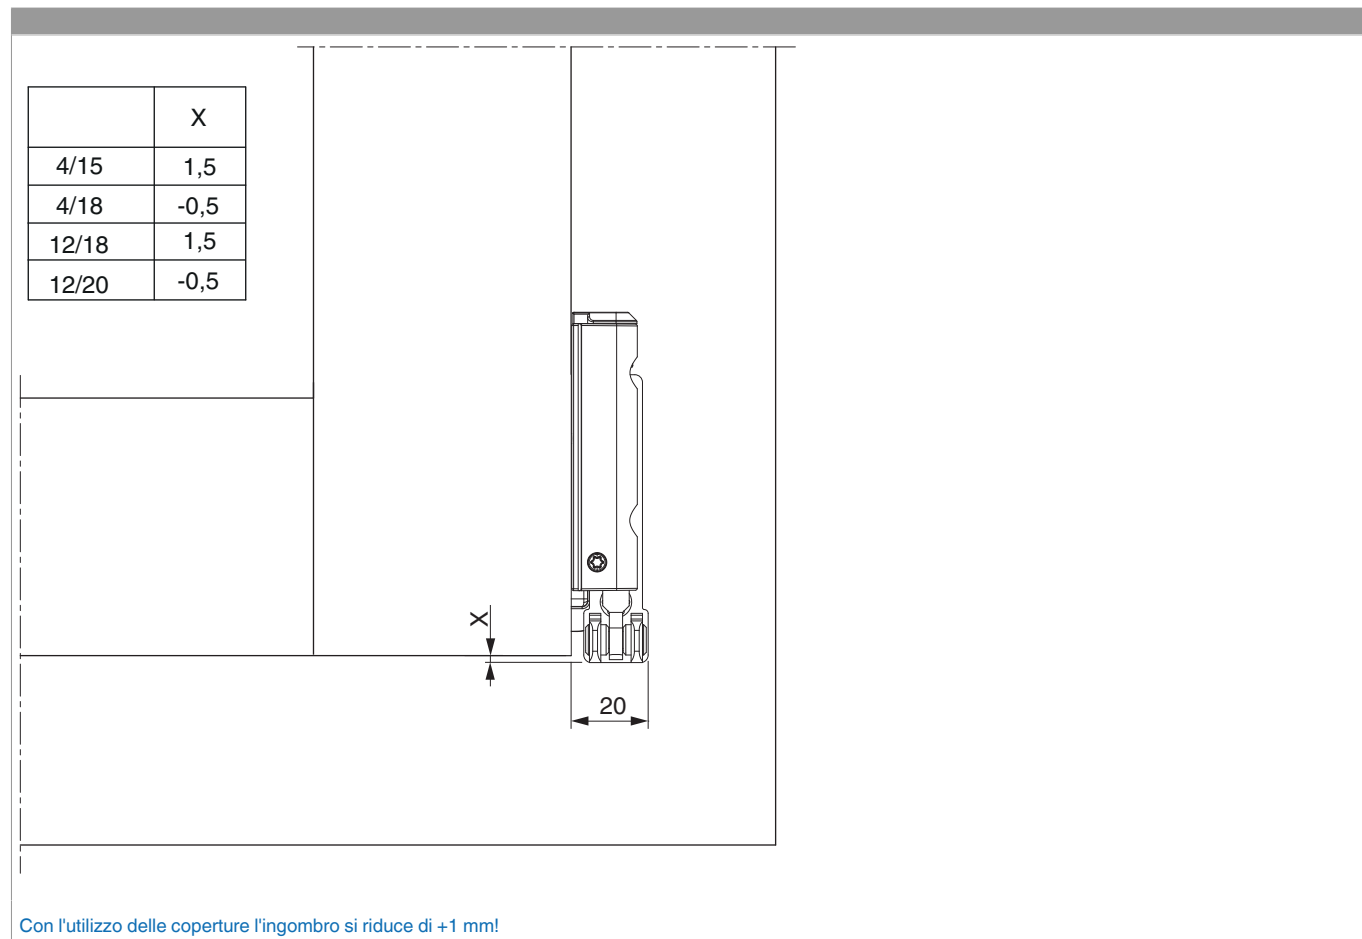 X
4/15 1,5
4/18 -0,5
12/18 1,5
12/20 -0,5
X
20
Con l'utilizzo delle coperture l'ingombro si riduce di +1 mm!